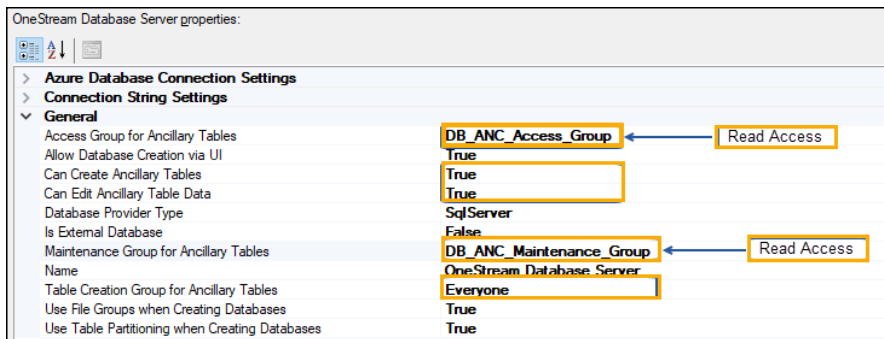 OneStream Database Server properties:
Azure Database Connection Settings
Connection String Settings
General
Access Group for Ancillary Tables DB_ANC_Access_Group Read Access
Allow Database Creation via UI True
Can Create Ancillary Tables True
Can Edit Ancillary Table Data True
Database Provider Type SqlServer
Is External Database False
Maintenance Group for Ancillary Tables DB_ANC_Maintenance_Group Read Access
Name OneStream Database Server
Table Creation Group for Ancillary Tables Everyone
Use File Groups when Creating Databases True
Use Table Partitioning when Creating Databases True